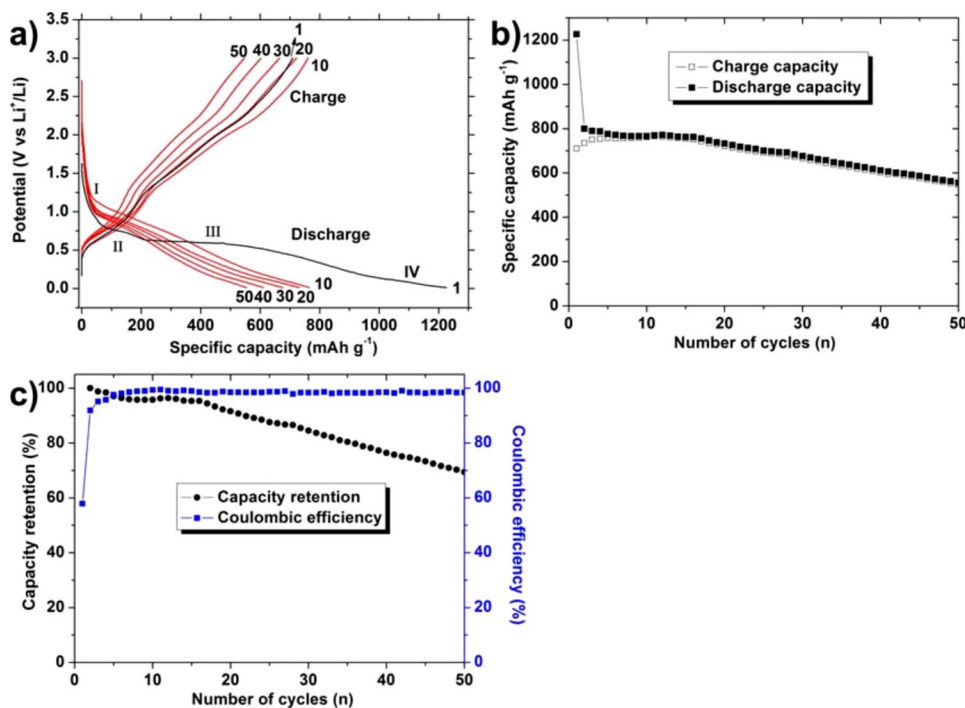 a)
3.5
3.0
2.5
2.0
1.5
1.0
0.5
0.0
Potential (V vs Li⁺/Li)
50 40 30 20
1
10
Charge
I
II
III
Discharge
IV
10
50 40 30 20
1
0 200 400 600 800 1000 1200
Specific capacity (mAh g⁻¹)
b)
1200
1000
800
600
400
200
0
Specific capacity (mAh g⁻¹)
Charge capacity
Discharge capacity
0 10 20 30 40 50
Number of cycles (n)
c)
100
80
60
40
20
0
Capacity retention (%)
Capacity retention
Coulombic efficiency
100
80
60
40
20
0
Coulombic efficiency
(%)
0 10 20 30 40 50
Number of cycles (n)